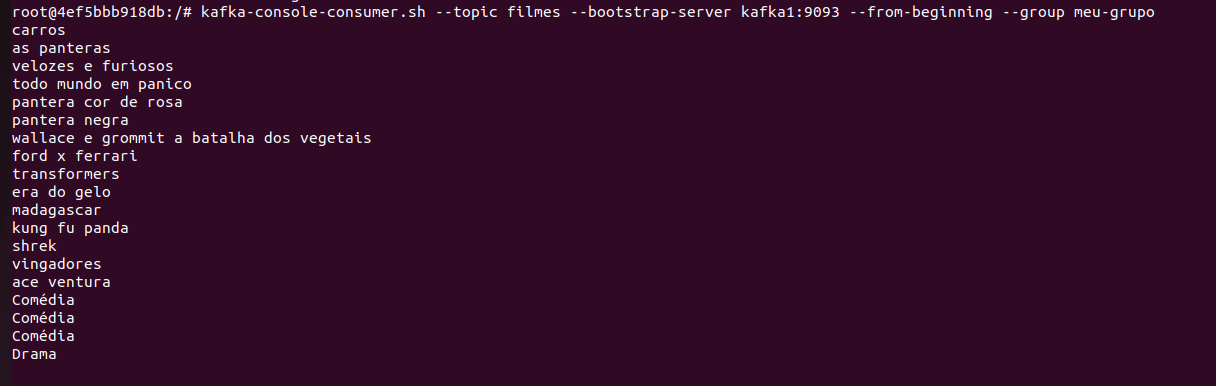 root@4ef5bbb918db:/# kafka-console-consumer.sh --topic filmes --bootstrap-server kafka1:9093 --from-beginning --group meu-grupo
carros
as panteras
velozes e furiosos
todo mundo em panico
pantera cor de rosa
pantera negra
wallace e grommit a batalha dos vegetais
ford x ferrari
transformers
era do gelo
madagascar
kung fu panda
shrek
vingadores
ace ventura
Comédia
Comédia
Comédia
Drama